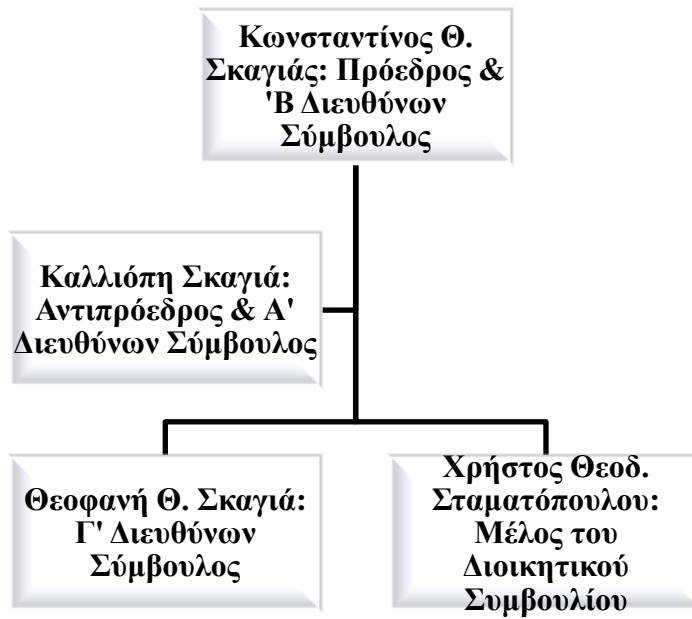 Κωνσταντίνος Θ.
Σκαγιάς: Πρόεδρος &
'Β Διευθύνων
Σύμβουλος
Καλλιόπη Σκαγιά:
Αντιπρόεδρος & Α'
Διευθύνων Σύμβουλος
Θεοφανή Θ. Σκαγιά:
Γ' Διευθύνων
Σύμβουλος
Χρήστος Θεοδ.
Σταματόπουλου:
Μέλος του
Διοικητικού
Συμβουλίου